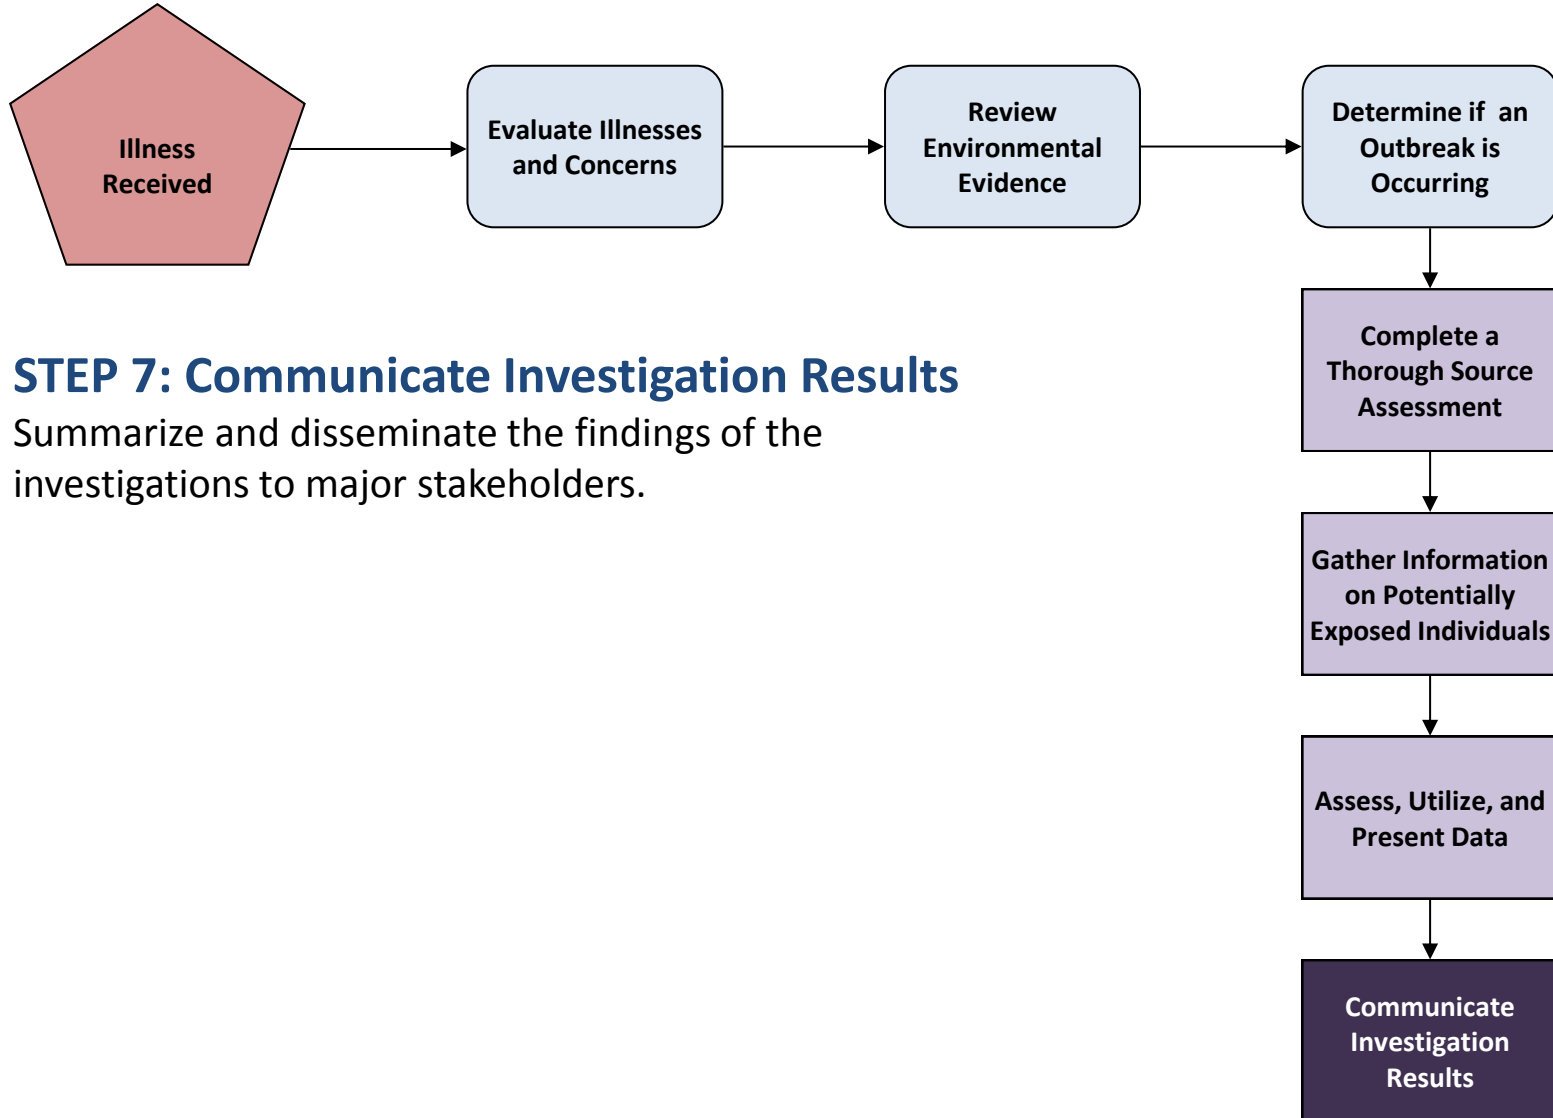 Illness
Received
Evaluate Illnesses
and Concerns
Review
Environmental
Evidence
Determine if an
Outbreak is
Occurring
Complete a
Thorough Source
Assessment
STEP 7: Communicate Investigation Results
Summarize and disseminate the findings of the
investigations to major stakeholders.
Gather Information
on Potentially
Exposed Individuals
Assess, Utilize, and
Present Data
Communicate
Investigation
Results